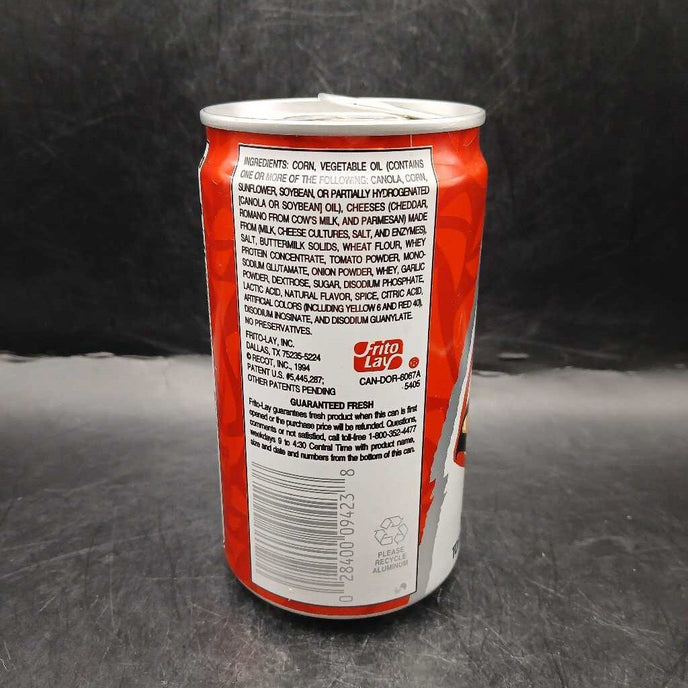 INGREDIENTS: CORN, VEGETABLE OIL (CONTAINS
ONE OR MORE OF THE FOLLOWING: CANOLA, CORN,
SUNFLOWER, SOYBEAN, OR PARTIALLY HYDROGENATED
[CANOLA OR SOYBEAN] OIL), CHEESES (CHEDDAR,
ROMANO FROM COW'S MILK, AND PARMESAN) MADE
FROM (MILK, CHEESE CULTURES, SALT, AND ENZYMES),
SALT, BUTTERMILK SOLIDS, WHEAT FLOUR, WHEY
PROTEIN CONCENTRATE, TOMATO POWDER, MONO-
SODIUM GLUTAMATE, ONION POWDER, WHEY, GARLIC
POWDER, DEXTROSE, SUGAR, DISODIUM PHOSPHATE,
LACTIC ACID, NATURAL FLAVOR, SPICE, CITRIC ACID,
ARTIFICIAL COLORS (INCLUDING YELLOW 6 AND RED 40),
DISODIUM INOSINATE, AND DISODIUM GUANYLATE.
NO PRESERVATIVES.
FRITO-LAY, INC.
DALLAS, TX 75235-5224
© RECOT, INC., 1994
PATENT U.S. #5,445,287;
OTHER PATENTS PENDING
Frito
Lay ®
CAN-DOR-6067A
-5405
GUARANTEED FRESH
Frito-Lay guarantees fresh product when this can is first
opened or the purchase price will be refunded. Questions,
comments or not satisfied, call toll-free 1-800-352-4477
weekdays 9 to 4:30 Central Time with product name,
size and date and numbers from the bottom of this can.
0 28400 09423 8
PLEASE
RECYCLE
ALUMINUM